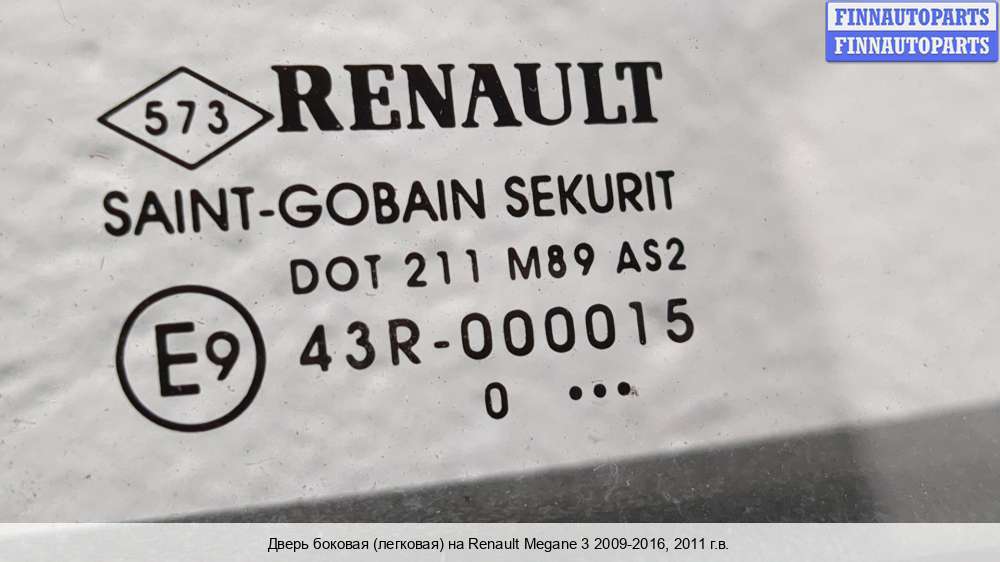 FINNAUTOPARTS
FINNAUTOPARTS
573 RENAULT
SAINT-GOBAIN SEKURIT
DOT 211 M89 AS2
E9 43R-000015
0 •••
Дверь боковая (легковая) на Renault Megane 3 2009-2016, 2011 г.в.